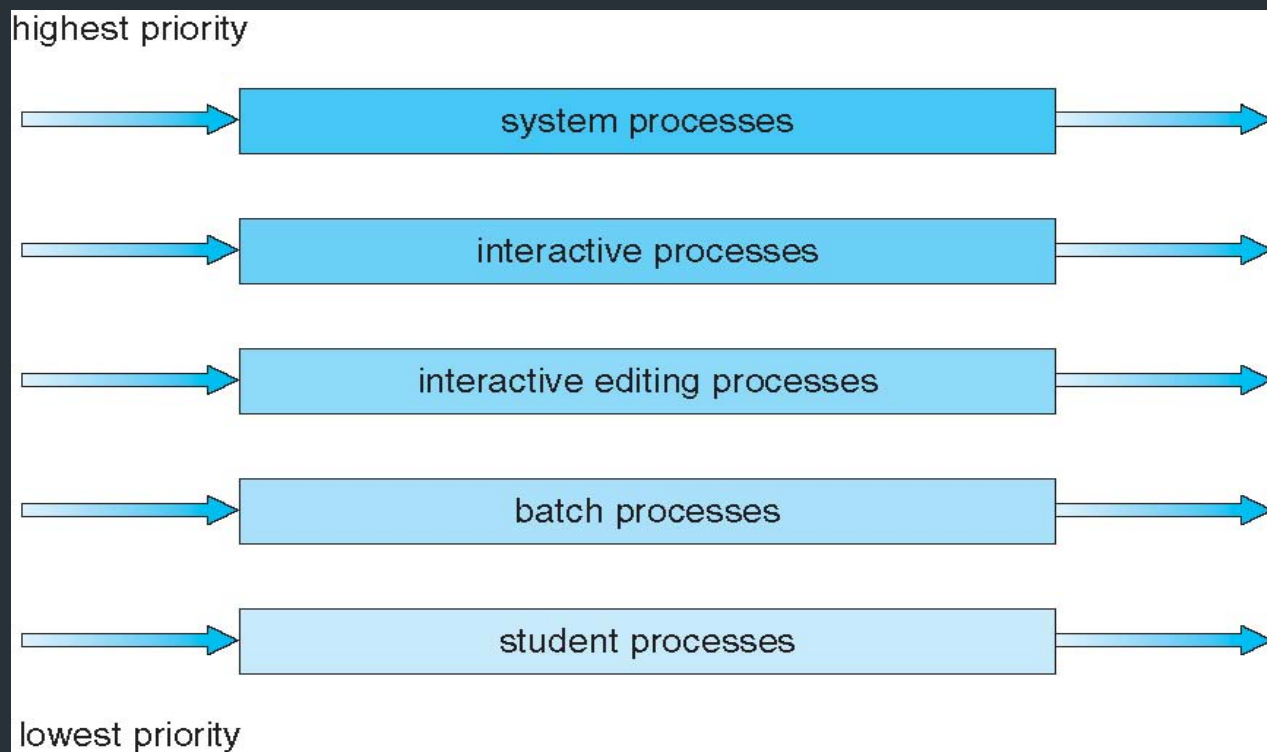 highest priority
system processes
interactive processes
interactive editing processes
batch processes
student processes
lowest priority